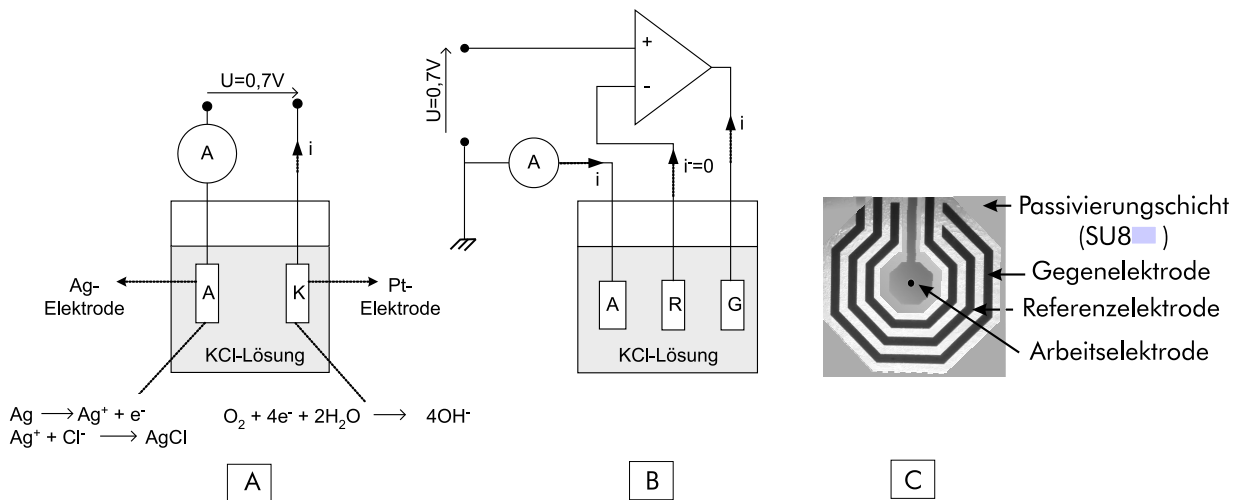 U=0,7V
A
i
Ag-
Elektrode
A
K
Pt-
Elektrode
KCl-Lösung
Ag → Ag⁺ + e⁻
Ag⁺ + Cl⁻ → AgCl
O₂ + 4e⁻ + 2H₂O → 4OH⁻
A
U=0,7V
+
-
A
i
i⁻=0
i
A
R
G
KCl-Lösung
B
Passivierungschicht
(SU8 )
Gegenelektrode
Referenzelektrode
Arbeitselektrode
C